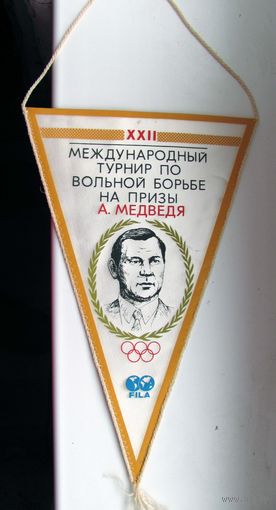 XXII
МЕЖДУНАРОДНЫЙ
ТУРНИР ПО
ВОЛЬНОЙ БОРЬБЕ
НА ПРИЗЫ
А. МЕДВЕДЯ
FILA